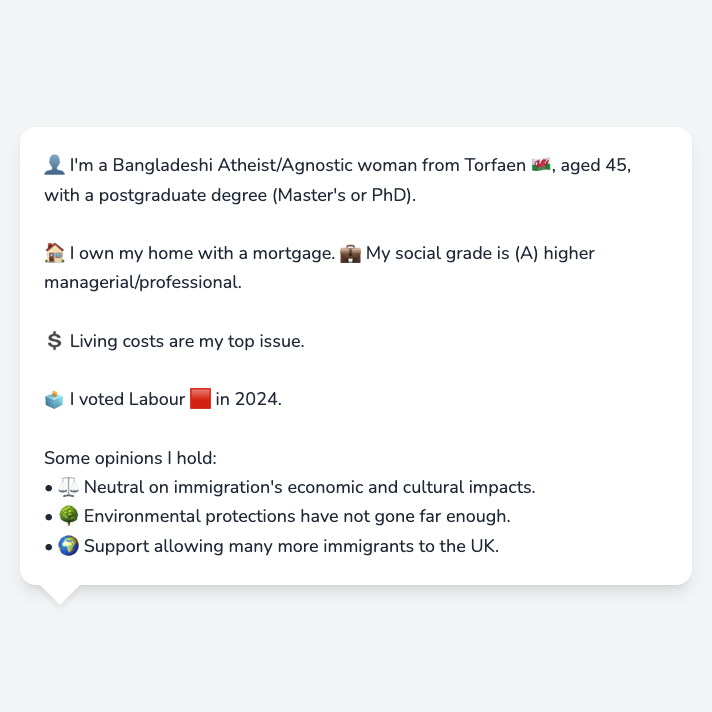 👤 I'm a Bangladeshi Atheist/Agnostic woman from Torfaen 🏴󠁧󠁢󠁷󠁬󠁳󠁿, aged 45,
with a postgraduate degree (Master's or PhD).
🏠 I own my home with a mortgage. 💼 My social grade is (A) higher
managerial/professional.
💲 Living costs are my top issue.
🗳️ I voted Labour 🟥 in 2024.
Some opinions I hold:
• ⚖️ Neutral on immigration's economic and cultural impacts.
• 🌳 Environmental protections have not gone far enough.
• 🌍 Support allowing many more immigrants to the UK.